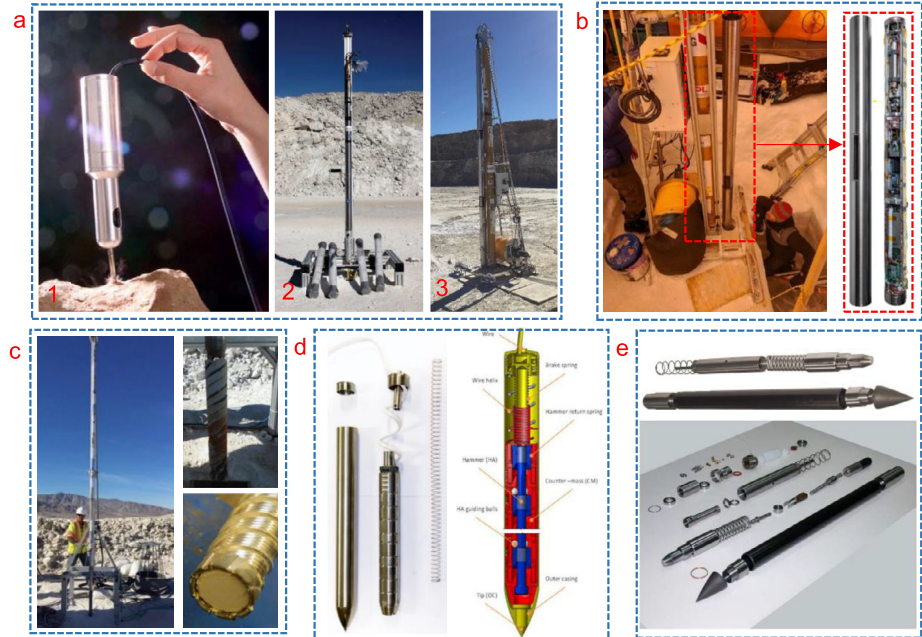 a
1
2
3
b
c
d
Wire
Brake spring
Wire helix
Hammer return spring
Hammer (HA)
Counter –mass (CM)
HA guiding balls
Outer casing
Tip (OC)
e